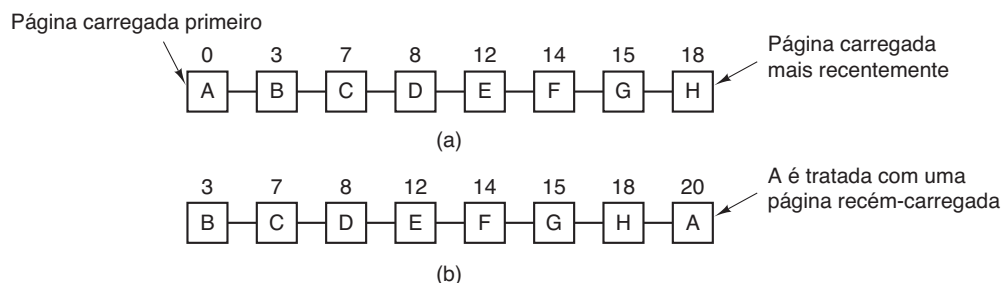 Página carregada primeiro
0 3 7 8 12 14 15 18
A B C D E F G H
Página carregada
mais recentemente
(a)
3 7 8 12 14 15 18 20
B C D E F G H A
A é tratada com uma
página recém-carregada
(b)